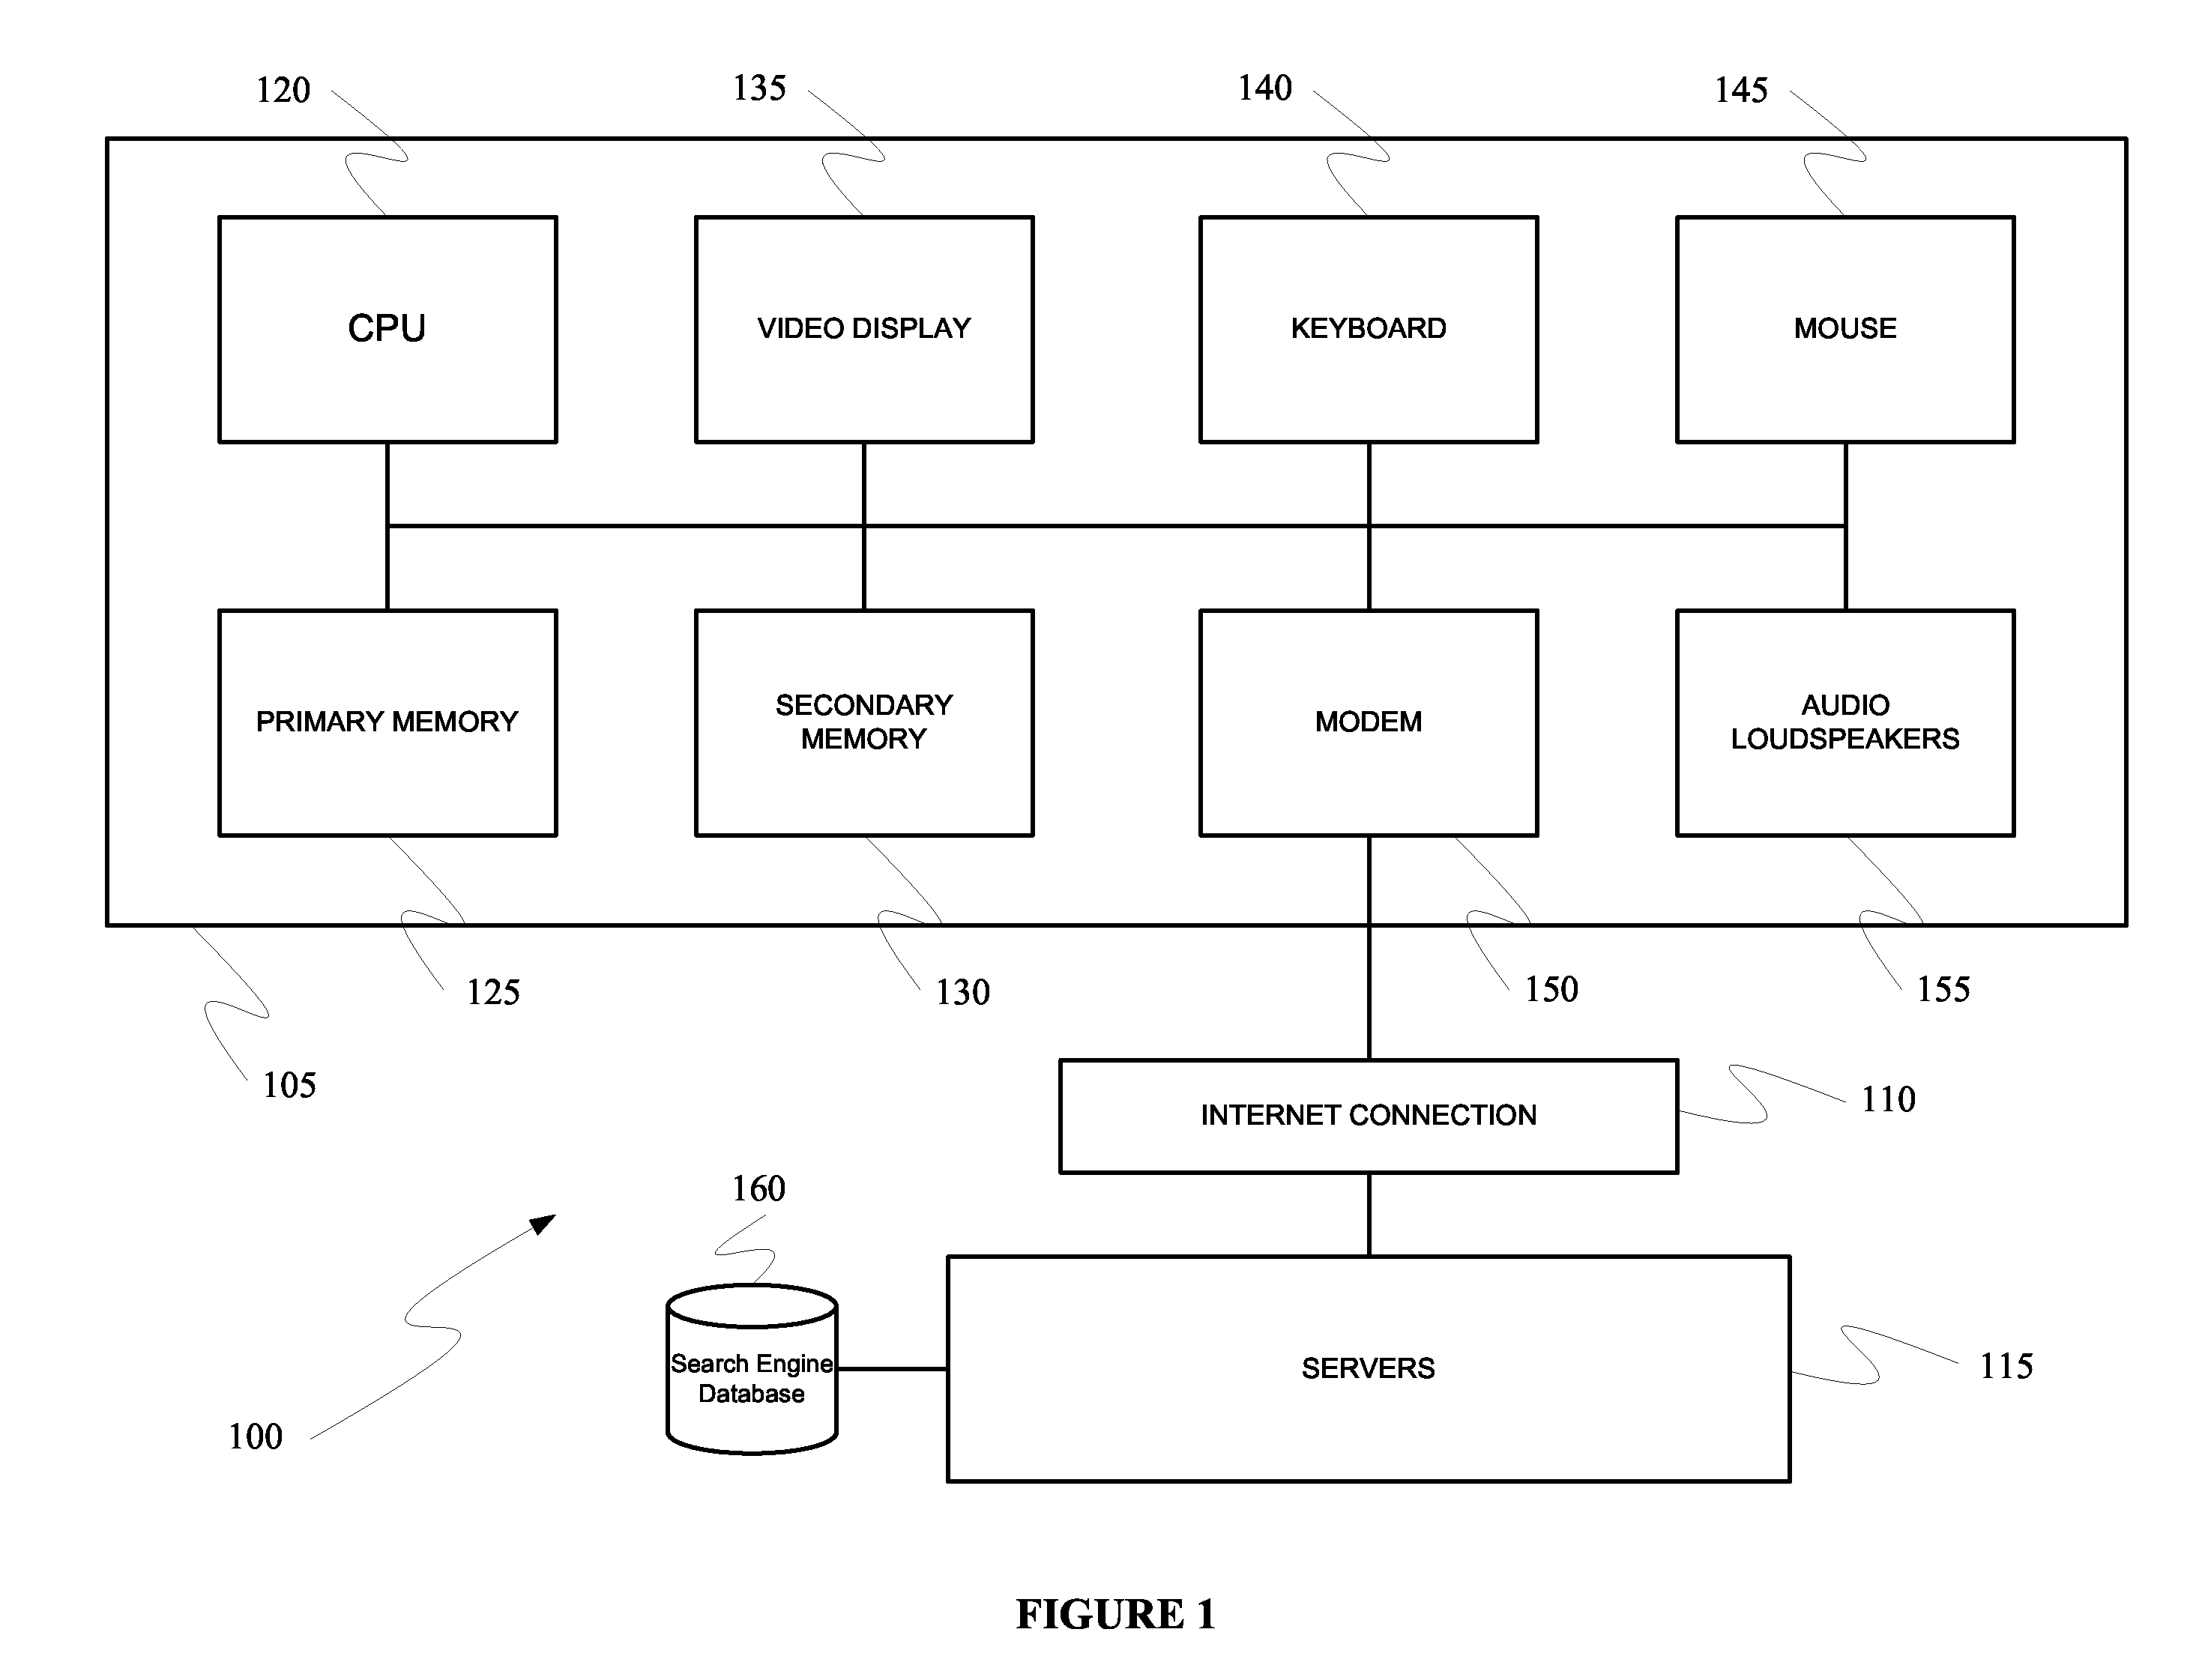 120
135
140
145
CPU
VIDEO DISPLAY
KEYBOARD
MOUSE
PRIMARY MEMORY
SECONDARY
MEMORY
MODEM
AUDIO
LOUDSPEAKERS
125
130
150
155
105
INTERNET CONNECTION
110
160
Search Engine
Database
SERVERS
115
100
FIGURE 1